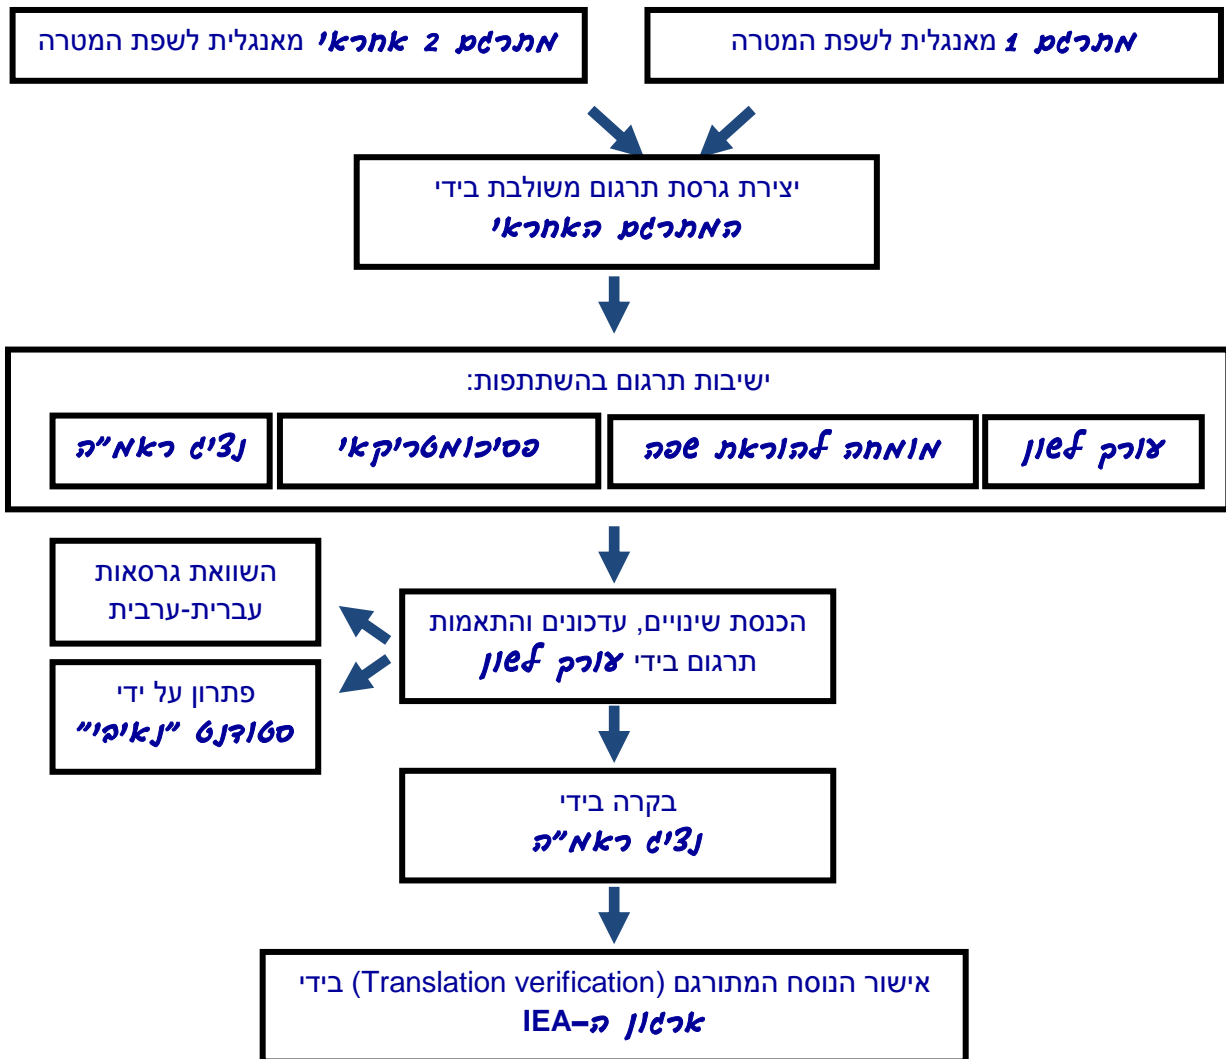 מתרגם 1 מאנגלית לשפת המטרה
מתרגם 2 אחראי מאנגלית לשפת המטרה
יצירת גרסת תרגום משולבת בידי
המתרגם האחראי
ישיבות תרגום בהשתתפות:
עורך לשון
מומחה להוראת שפה
פסיכומטריקאי
נציג ראמ"ה
הכנסת שינויים, עדכונים והתאמות
תרגום בידי עורך לשון
השוואת גרסאות
עברית-ערבית
פתרון על ידי
סטודנט "נאיבי"
בקרה בידי
נציג ראמ"ה
אישור הנוסח המתורגם (Translation verification) בידי
ארגון ה–IEA